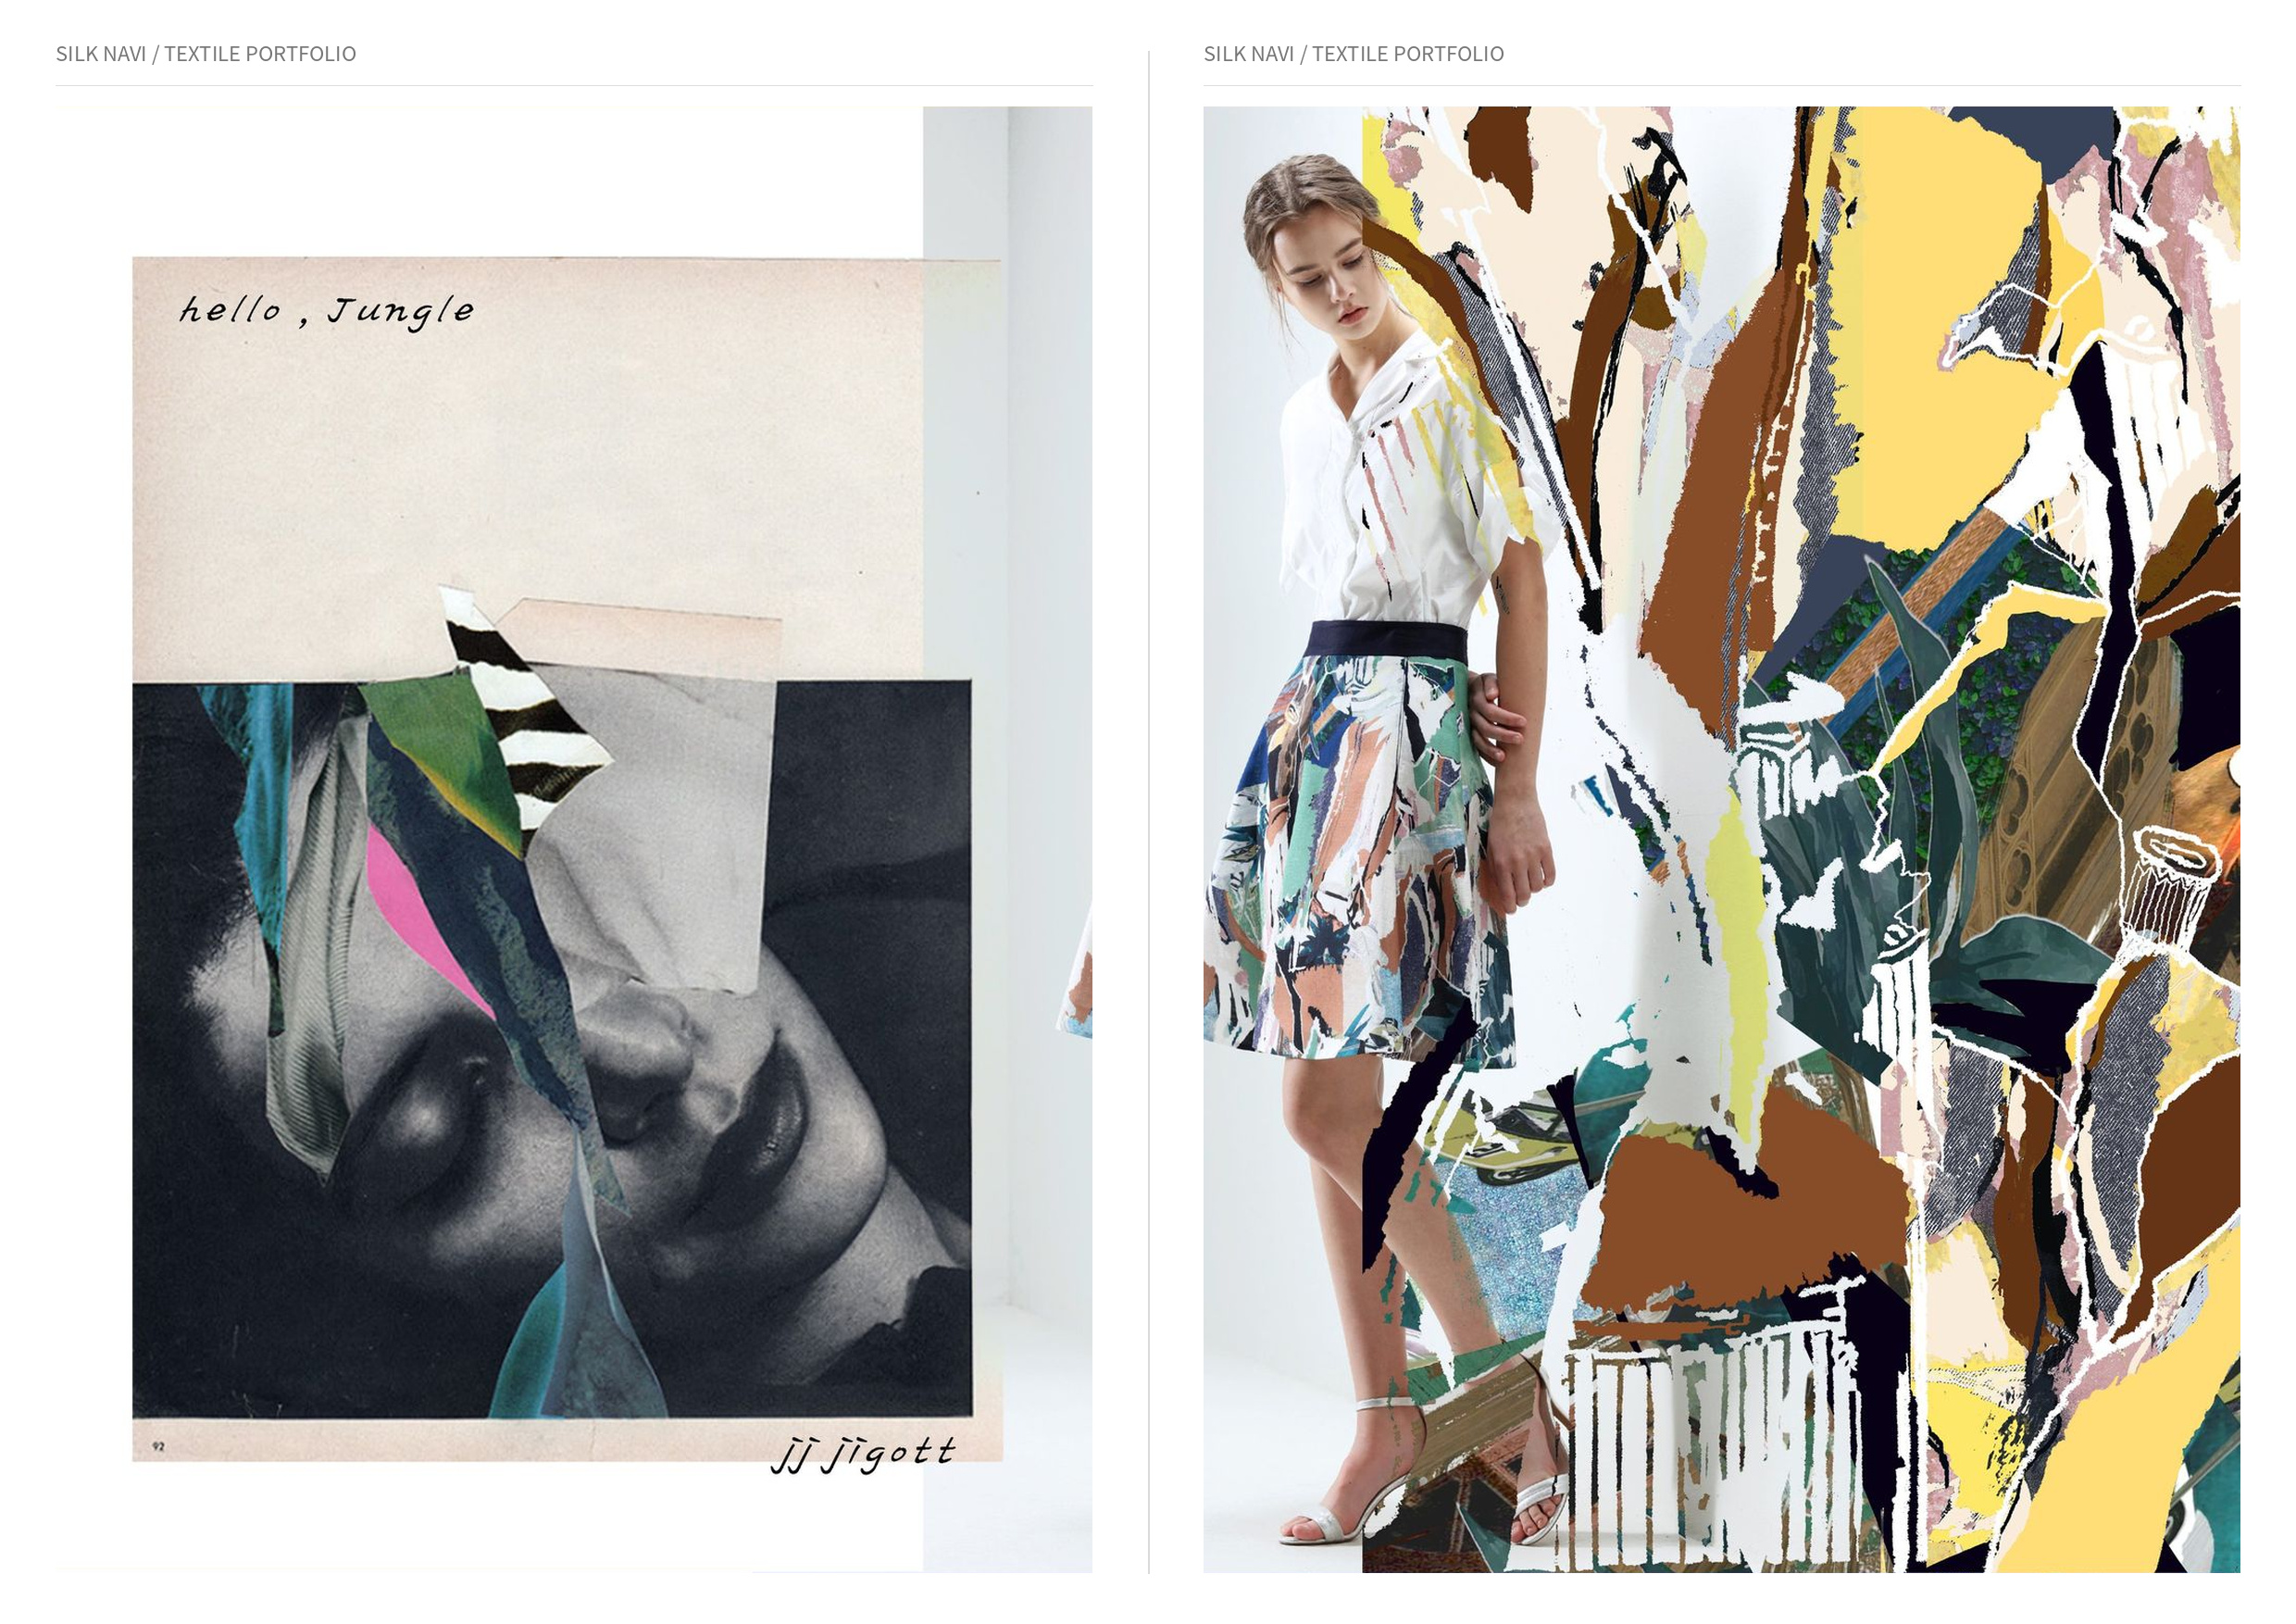 SILK NAVI / TEXTILE PORTFOLIO
hello , Jungle
92
jj jigott
SILK NAVI / TEXTILE PORTFOLIO